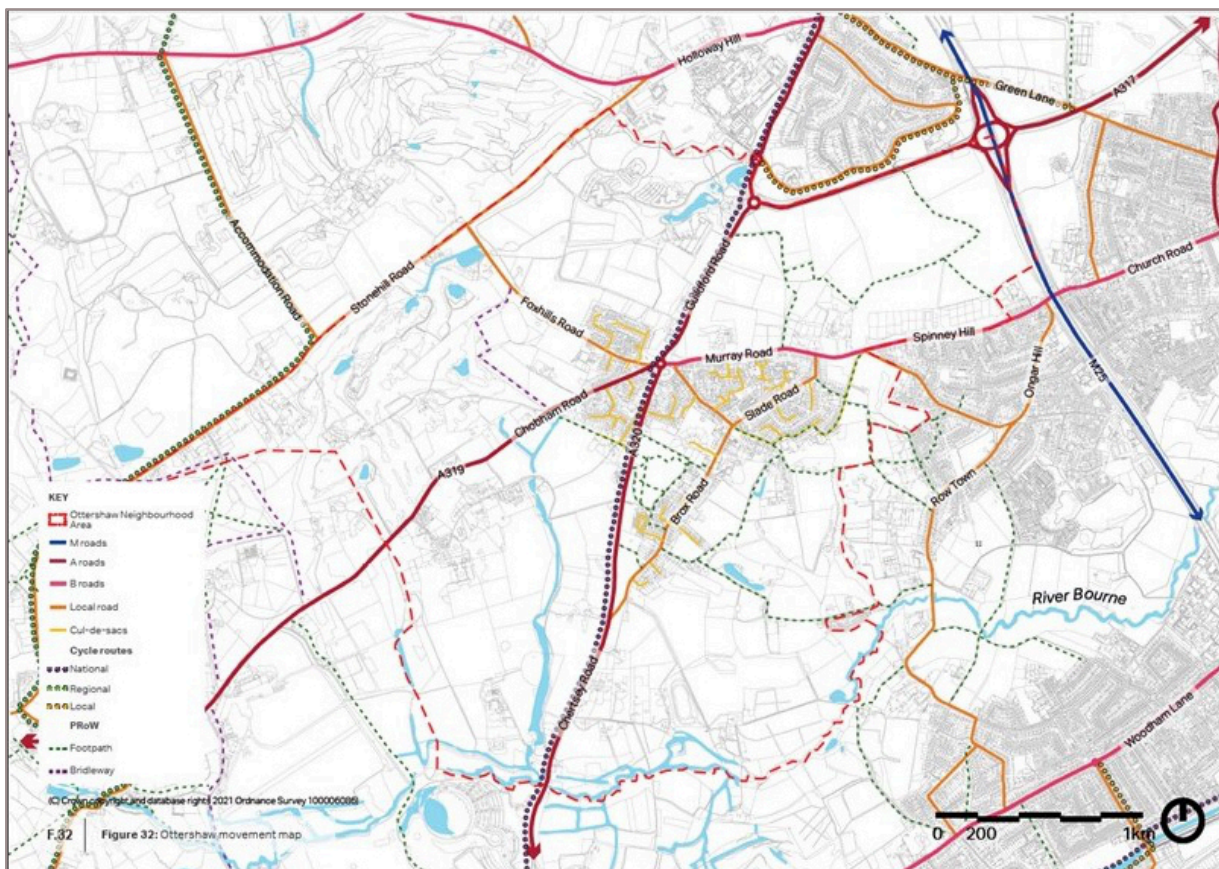 Holloway Hill
Green Lane
A317
Accommodation Road
Stonehill Road
Guildford Road
Church Road
Foxhills Road
Spinney Hill
Murray Road
Ongar Hill
M25
Slade Road
Chobham Road
A320
A319
Row Town
Brox Road
River Bourne
Chertsey Road
Woodham Lane
KEY
Ottershaw Neighbourhood
Area
M roads
A roads
B roads
Local road
Cul-de-sacs
Cycle routes
National
Regional
Local
PRoW
Footpath
Bridleway
(C) Crown copyright and database rights 2021 Ordnance Survey 100006086)
0 200 1km
F.32 Figure 32: Ottershaw movement map